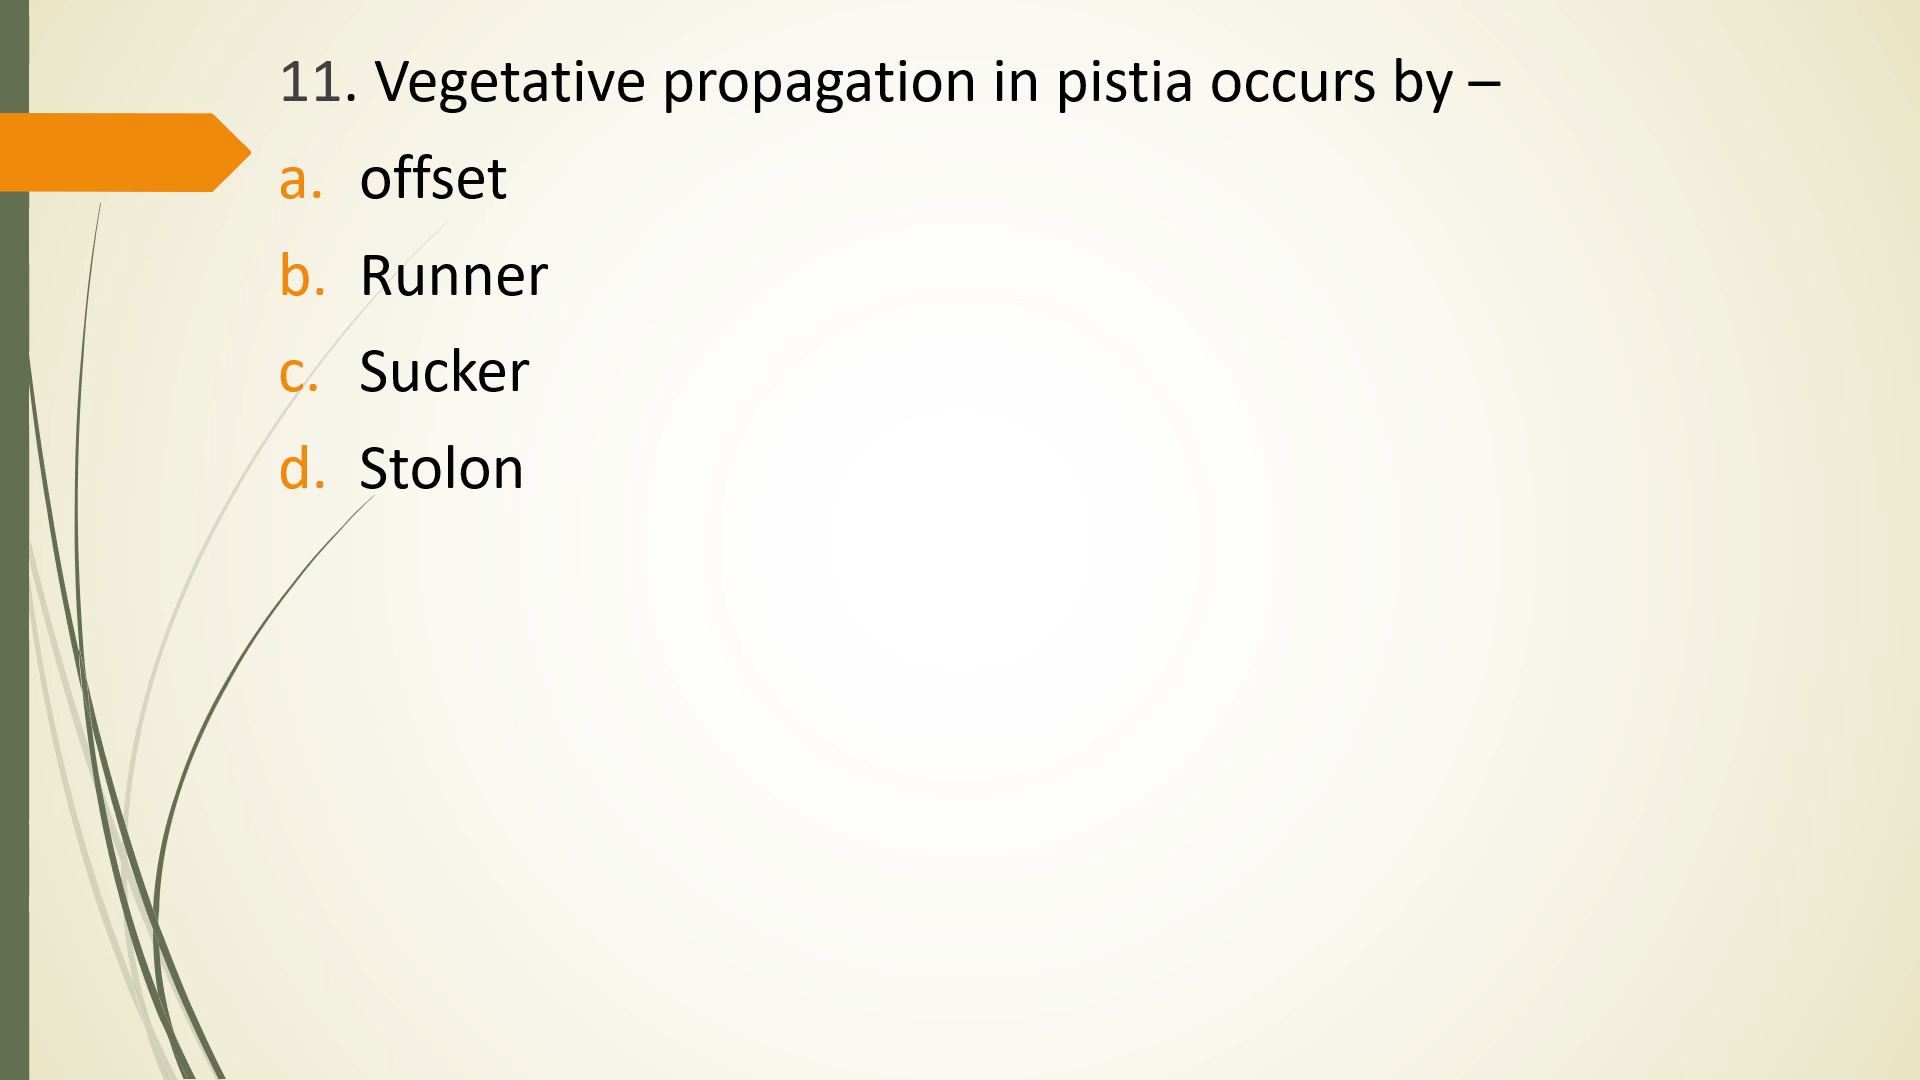 11. Vegetative propagation in pistia occurs by –
a. offset
b. Runner
c. Sucker
d. Stolon